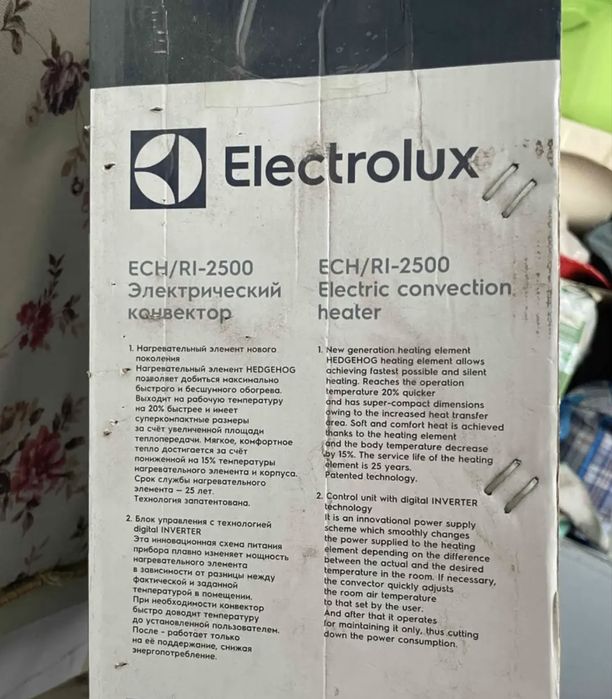 Electrolux
ECH/RI-2500
Электрический
конвектор
1. Нагревательный элемент нового
поколения
Нагревательный элемент HEDGEHOG
позволяет добиться максимально
быстрого и бесшумного обогрева.
Выходит на рабочую температуру
на 20% быстрее и имеет
суперкомпактные размеры
за счёт увеличенной площади
теплопередачи. Мягкое, комфортное
тепло достигается за счёт
пониженной на 15% температуры
нагревательного элемента и корпуса.
Срок службы нагревательного
элемента – 25 лет.
Технология запатентована.
2. Блок управления с технологией
digital INVERTER
Эта инновационная схема питания
прибора плавно изменяет мощность
нагревательного элемента
в зависимости от разницы между
фактической и заданной
температурой в помещении.
При необходимости конвектор
быстро доводит температуру
до установленной пользователем.
После - работает только
на её поддержание, снижая
энергопотребление.
ECH/RI-2500
Electric convection
heater
1. New generation heating element
HEDGEHOG heating element allows
achieving fastest possible and silent
heating. Reaches the operation
temperature 20% quicker
and has super-compact dimensions
owing to the increased heat transfer
area. Soft and comfort heat is achieved
thanks to the heating element
and the body temperature decrease
by 15%. The service life of the heating
element is 25 years.
Patented technology.
2. Control unit with digital INVERTER
technology
It is an innovational power supply
scheme which smoothly changes
the power supplied to the heating
element depending on the difference
between the actual and the desired
temperature in the room. If necessary,
the convector quickly adjusts
the room air temperature
to that set by the user.
And after that it operates
for maintaining it only, thus cutting
down the power consumption.